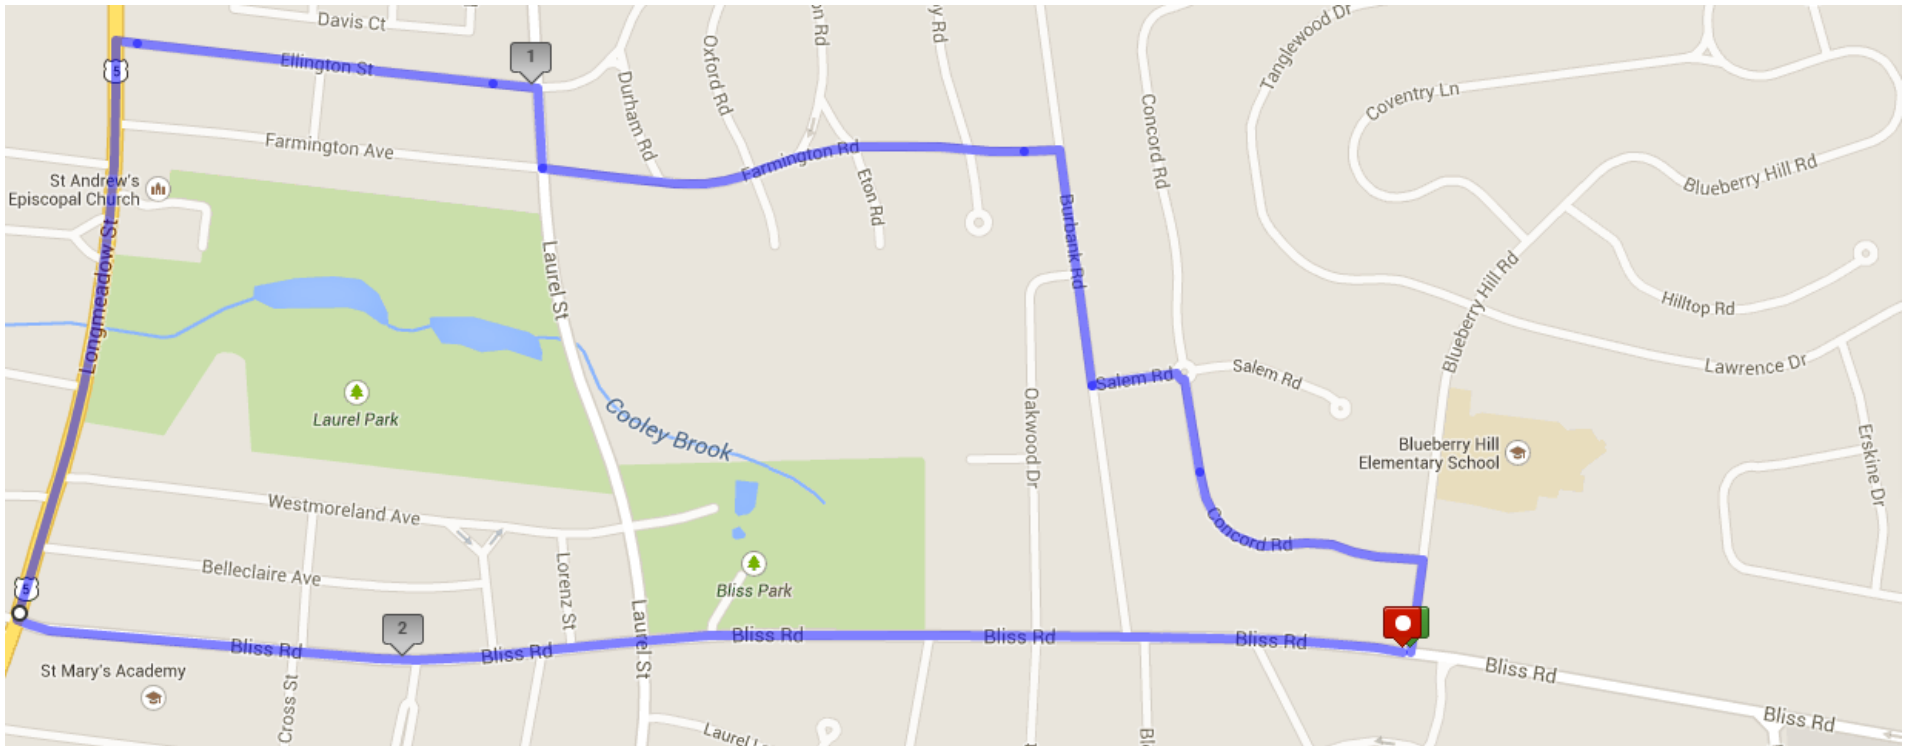 Davis Ct
5
Ellington St
1
Durham Rd
Oxford Rd
on Rd
y Rd
Concord Rd
Tanglewood Dr
Coventry Ln
Blueberry Hill Rd
Farmington Ave
Farmington Rd
Eton Rd
St Andrew's
Episcopal Church
Longmeadow St
Laurel St
Burbank Rd
Blueberry Hill Rd
Hilltop Rd
Lawrence Dr
Salem Rd
Salem Rd
Laurel Park
Cooley Brook
Oakwood Dr
Blueberry Hill
Elementary School
Erskine Dr
Westmoreland Ave
Concord Rd
Belleclaire Ave
Lorenz St
Bliss Park
5
2
Laurel St
Bliss Rd
Bliss Rd
Bliss Rd
Bliss Rd
Bliss Rd
Bliss Rd
Bliss Rd
St Mary's Academy
Cross St
Laurel L